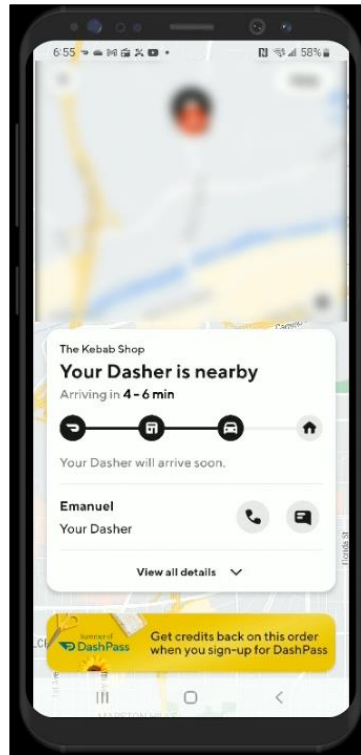 6:55
58%
The Kebab Shop
Your Dasher is nearby
Arriving in 4 - 6 min
Your Dasher will arrive soon.
Emanuel
Your Dasher
View all details
Florida St
Summer of
DashPass
Get credits back on this order
when you sign-up for DashPass